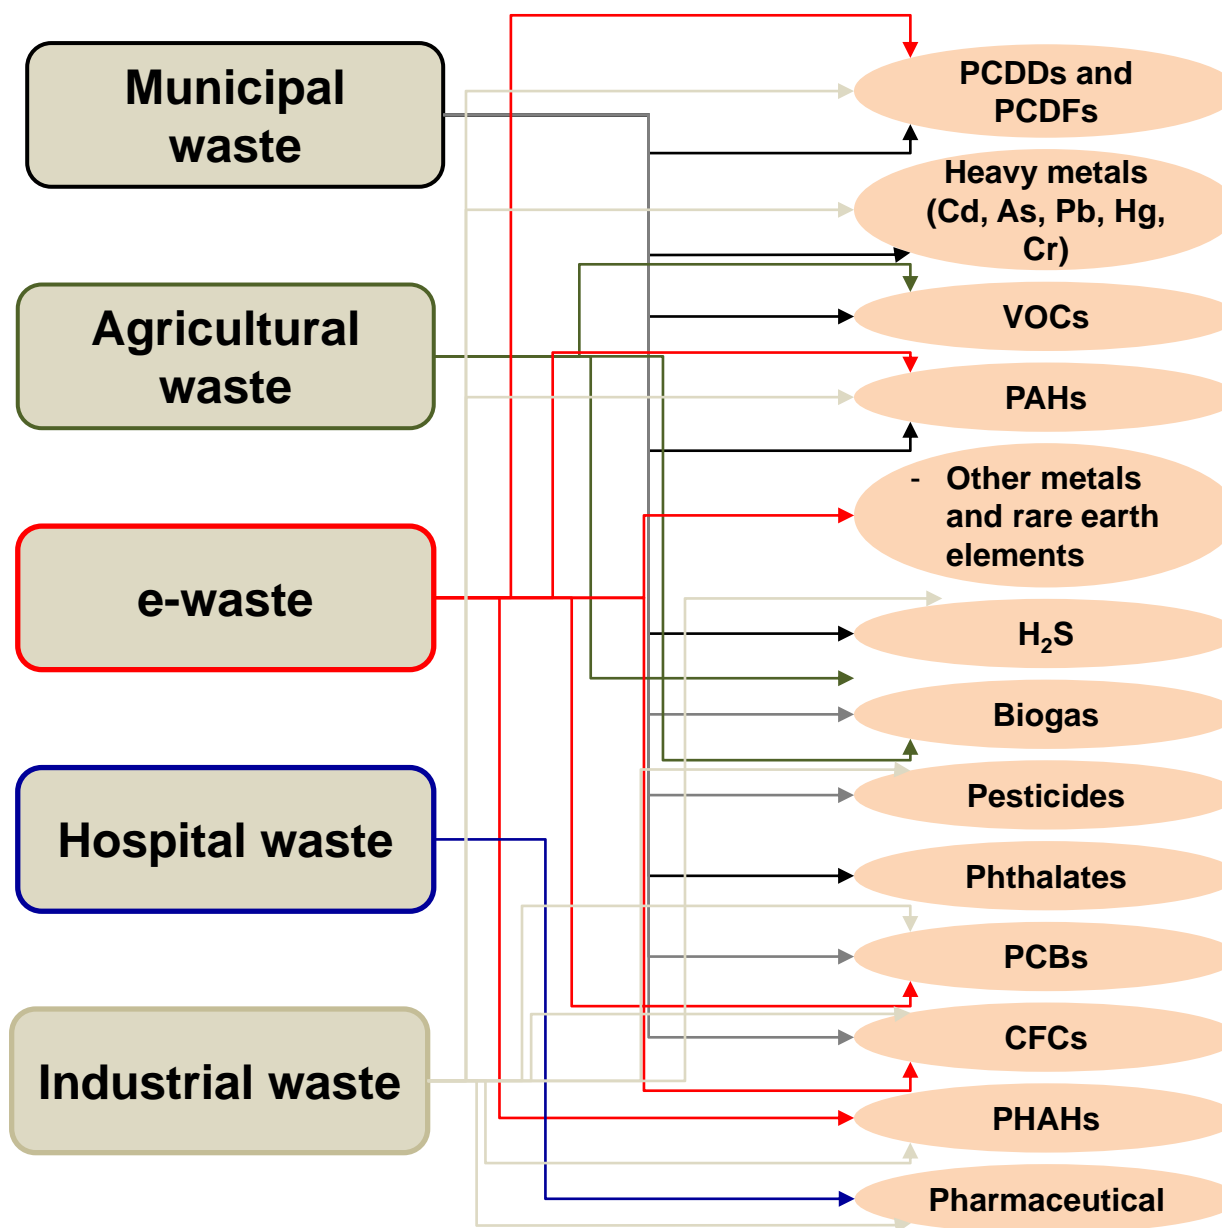 Municipal
waste
Agricultural
waste
e-waste
Hospital waste
Industrial waste
PCDDs and
PCDFs
Heavy metals
(Cd, As, Pb, Hg,
Cr)
VOCs
PAHs
- Other metals
and rare earth
elements
H₂S
Biogas
Pesticides
Phthalates
PCBs
CFCs
PHAHs
Pharmaceutical